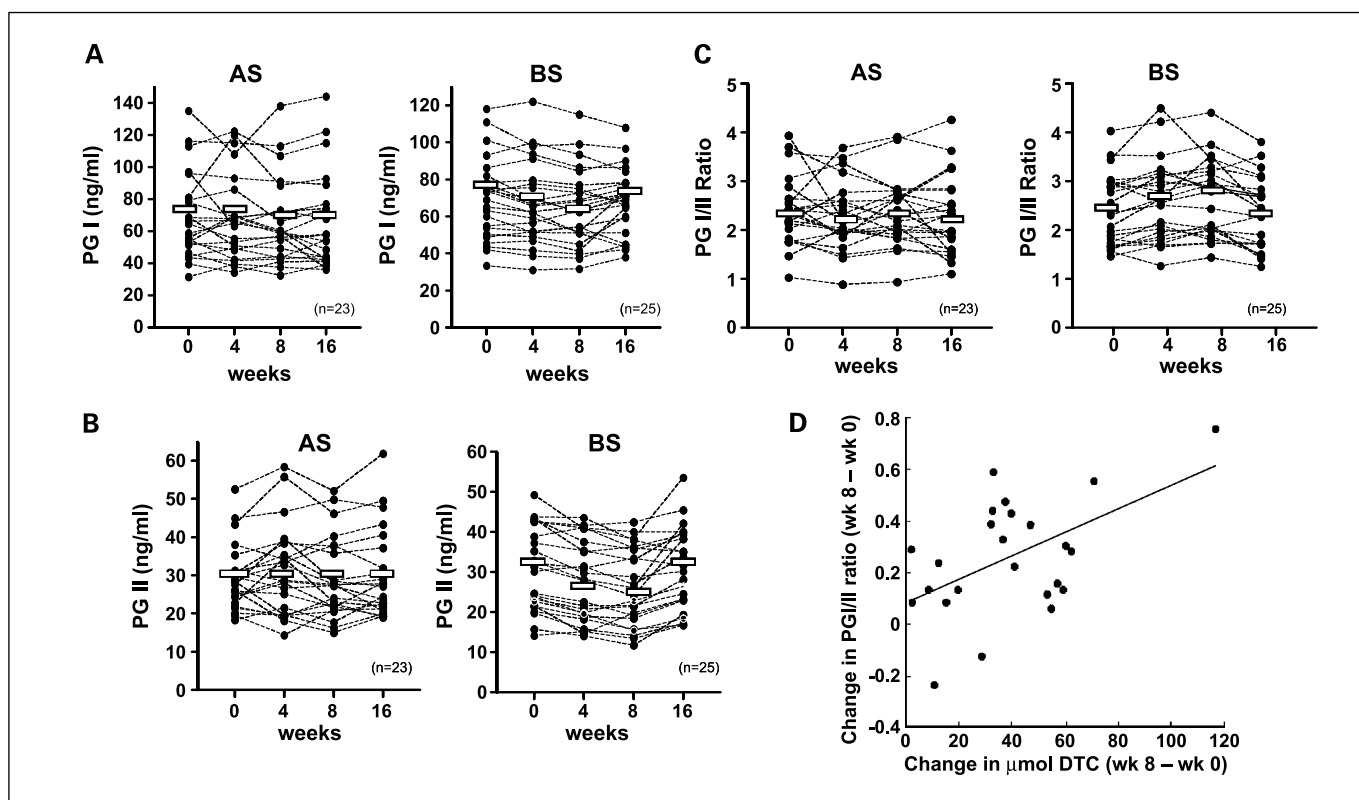 A
AS
PG I (ng/ml)
140
120
100
80
60
40
20
0
0 4 8 16
weeks
(n=23)
BS
PG I (ng/ml)
120
100
80
60
40
20
0
0 4 8 16
weeks
(n=25)
C
AS
PG I/II Ratio
5
4
3
2
1
0
0 4 8 16
weeks
(n=23)
BS
PG I/II Ratio
5
4
3
2
1
0
0 4 8 16
weeks
(n=25)
B
AS
PG II (ng/ml)
60
50
40
30
20
10
0
0 4 8 16
weeks
(n=23)
BS
PG II (ng/ml)
60
50
40
30
20
10
0
0 4 8 16
weeks
(n=25)
D
Change in PGI/II ratio (wk 8 – wk 0)
0.8
0.6
0.4
0.2
0
-0.2
-0.4
0 20 40 60 80 100 120
Change in μmol DTC (wk 8 – wk 0)